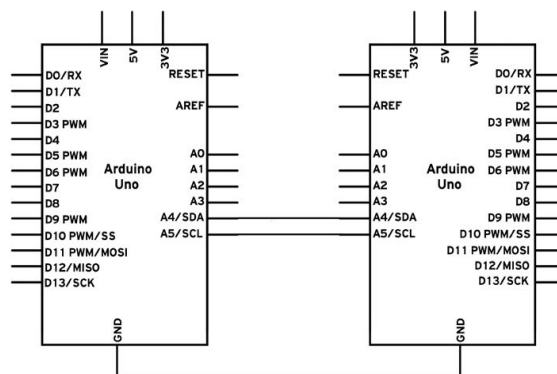 VIN
5V
3V3
D0/RX
D1/TX
D2
D3 PWM
D4
D5 PWM
D6 PWM
D7
D8
D9 PWM
D10 PWM/SS
D11 PWM/MOSI
D12/MISO
D13/SCK
RESET
AREF
A0
A1
A2
A3
A4/SDA
A5/SCL
Arduino
Uno
GND
3V3
5V
VIN
RESET
AREF
A0
A1
A2
A3
A4/SDA
A5/SCL
Arduino
Uno
D0/RX
D1/TX
D2
D3 PWM
D4
D5 PWM
D6 PWM
D7
D8
D9 PWM
D10 PWM/SS
D11 PWM/MOSI
D12/MISO
D13/SCK
GND